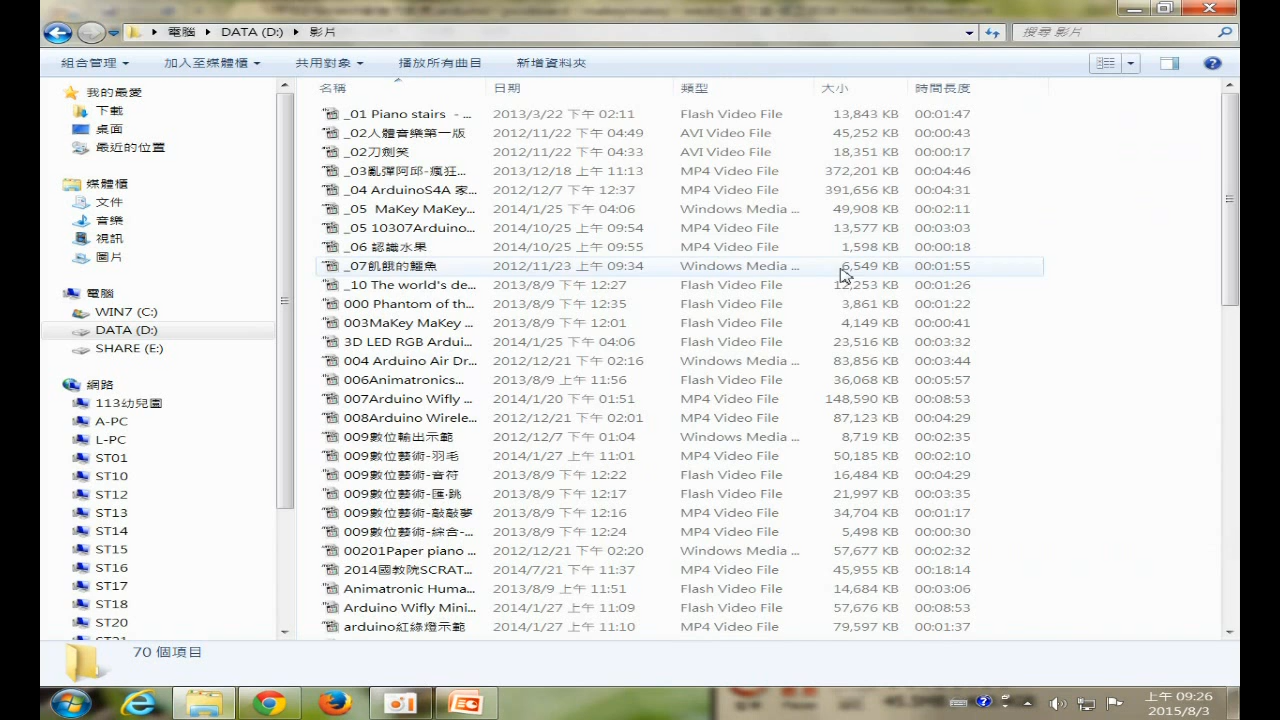 電腦 DATA (D:) 影片 搜尋 影片
組合管理 加入至媒體櫃 共用對象 播放所有曲目 新增資料夾
我的最愛
下載
桌面
最近的位置
媒體櫃
文件
音樂
視訊
圖片
電腦
WIN7 (C:)
DATA (D:)
SHARE (E:)
網路
113幼兒園
A-PC
L-PC
ST01
ST10
ST12
ST13
ST14
ST15
ST16
ST17
ST18
ST20
ST21
名稱 日期 類型 大小 時間長度
_01 Piano stairs - ... 2013/3/22 下午 02:11 Flash Video File 13,843 KB 00:01:47
_02人體音樂第一版 2012/11/22 下午 04:49 AVI Video File 45,252 KB 00:00:43
_02刀劍笑 2012/11/22 下午 04:33 AVI Video File 18,351 KB 00:00:17
_03亂彈阿邱-瘋狂... 2013/12/18 上午 11:13 MP4 Video File 372,201 KB 00:04:46
_04 ArduinoS4A 家... 2012/12/7 下午 12:37 MP4 Video File 391,656 KB 00:04:31
_05 MaKey MaKey... 2014/1/25 下午 04:06 Windows Media ... 49,908 KB 00:02:11
_05 10307Arduino... 2014/10/25 上午 09:54 MP4 Video File 13,577 KB 00:03:03
_06 認識水果 2014/10/25 上午 09:55 MP4 Video File 1,598 KB 00:00:18
_07飢餓的鱷魚 2012/11/23 上午 09:34 Windows Media ... 6,549 KB 00:01:55
_10 The world's de... 2013/8/9 下午 12:27 Flash Video File 12,253 KB 00:01:26
000 Phantom of th... 2013/8/9 下午 12:35 Flash Video File 3,861 KB 00:01:22
003MaKey MaKey ... 2013/8/9 下午 12:01 Flash Video File 4,149 KB 00:00:41
3D LED RGB Ardui... 2014/1/25 下午 04:06 Flash Video File 23,516 KB 00:03:32
004 Arduino Air Dr... 2012/12/21 下午 02:16 Windows Media ... 83,856 KB 00:03:44
006Animatronics... 2013/8/9 上午 11:56 Flash Video File 36,068 KB 00:05:57
007Arduino Wifly ... 2014/1/20 下午 01:51 MP4 Video File 148,590 KB 00:08:53
008Arduino Wirele... 2012/12/21 下午 02:01 MP4 Video File 87,123 KB 00:04:29
009數位輸出示範 2012/12/7 下午 01:04 Windows Media ... 8,719 KB 00:02:35
009數位藝術-羽毛 2014/1/27 上午 11:01 MP4 Video File 50,185 KB 00:02:10
009數位藝術-音符 2013/8/9 下午 12:22 Flash Video File 16,484 KB 00:04:29
009數位藝術-匯‧跳 2013/8/9 下午 12:17 Flash Video File 21,997 KB 00:03:35
009數位藝術-敲敲夢 2013/8/9 下午 12:16 MP4 Video File 34,704 KB 00:01:17
009數位藝術-綜合-... 2013/8/9 下午 12:24 MP4 Video File 5,498 KB 00:00:30
00201Paper piano ... 2012/12/21 下午 02:20 Windows Media ... 57,677 KB 00:02:32
2014國教院SCRAT... 2014/7/21 下午 11:37 MP4 Video File 45,955 KB 00:18:14
Animatronic Huma... 2013/8/9 上午 11:51 Flash Video File 14,684 KB 00:03:06
Arduino Wifly Mini... 2014/1/27 上午 11:09 Flash Video File 57,676 KB 00:08:53
arduino紅綠燈示範 2014/1/27 上午 11:10 Flash Video File 79,597 KB 00:01:37
70 個項目
上午 09:26
2015/8/3